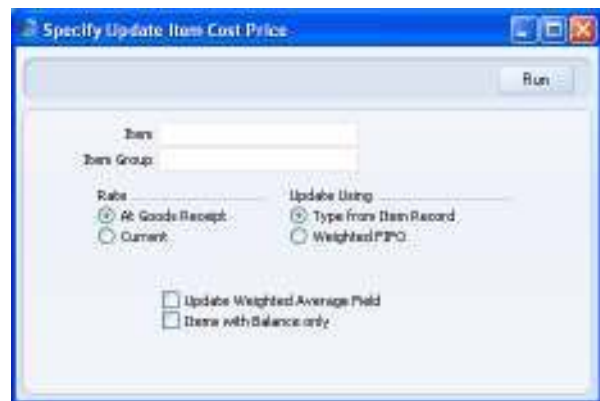 Specify Update Item Cost Price
Run
Item
Item Group
Rate
Update Using
At Goods Receipt
Type from Item Record
Current
Weighted FIFO
Update Weighted Average Field
Items with Balance only